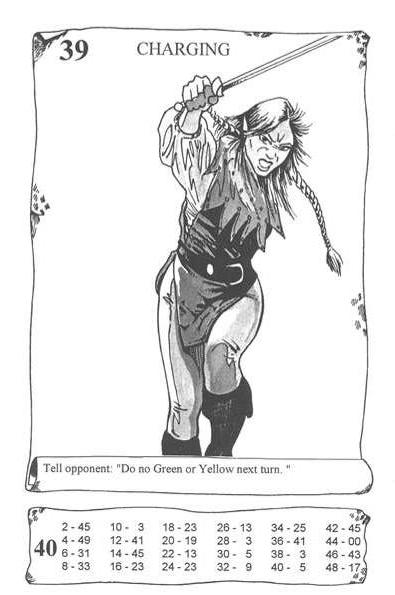 39 CHARGING
Tell opponent: "Do no Green or Yellow next turn. "
40
2 - 45 10 - 3 18 - 23 26 - 13 34 - 25 42 - 45
4 - 49 12 - 41 20 - 19 28 - 3 36 - 41 44 - 00
6 - 31 14 - 45 22 - 13 30 - 5 38 - 3 46 - 43
8 - 33 16 - 23 24 - 23 32 - 9 40 - 5 48 - 17